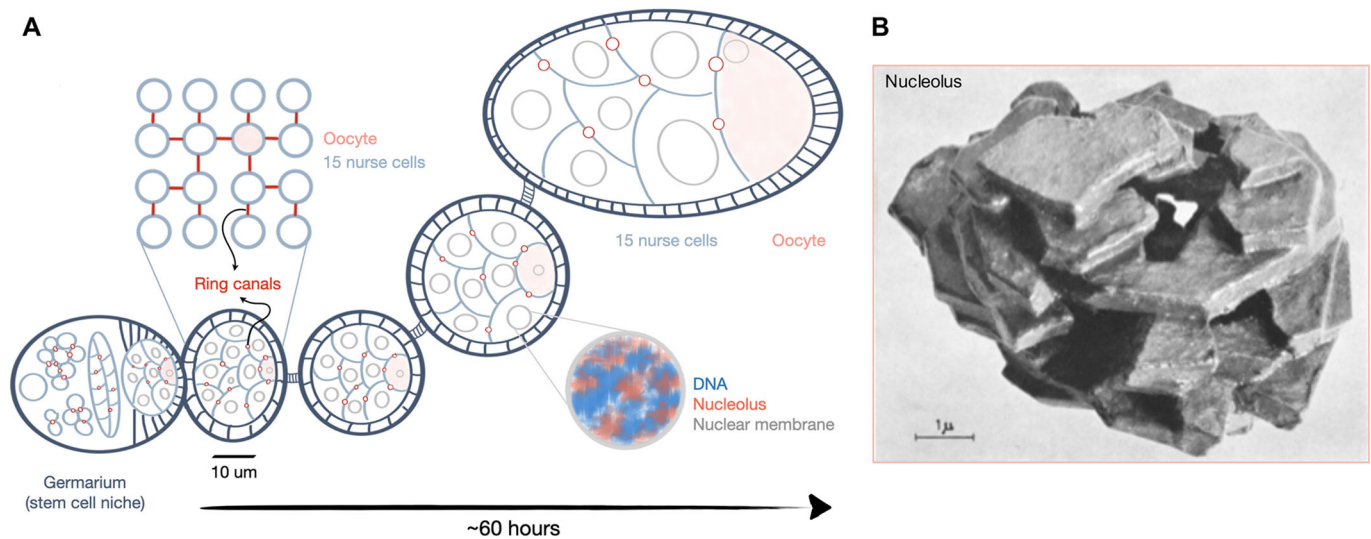 A
Oocyte
15 nurse cells
Ring canals
15 nurse cells
Oocyte
DNA
Nucleolus
Nuclear membrane
10 um
Germarium
(stem cell niche)
~60 hours
B
Nucleolus
1µ